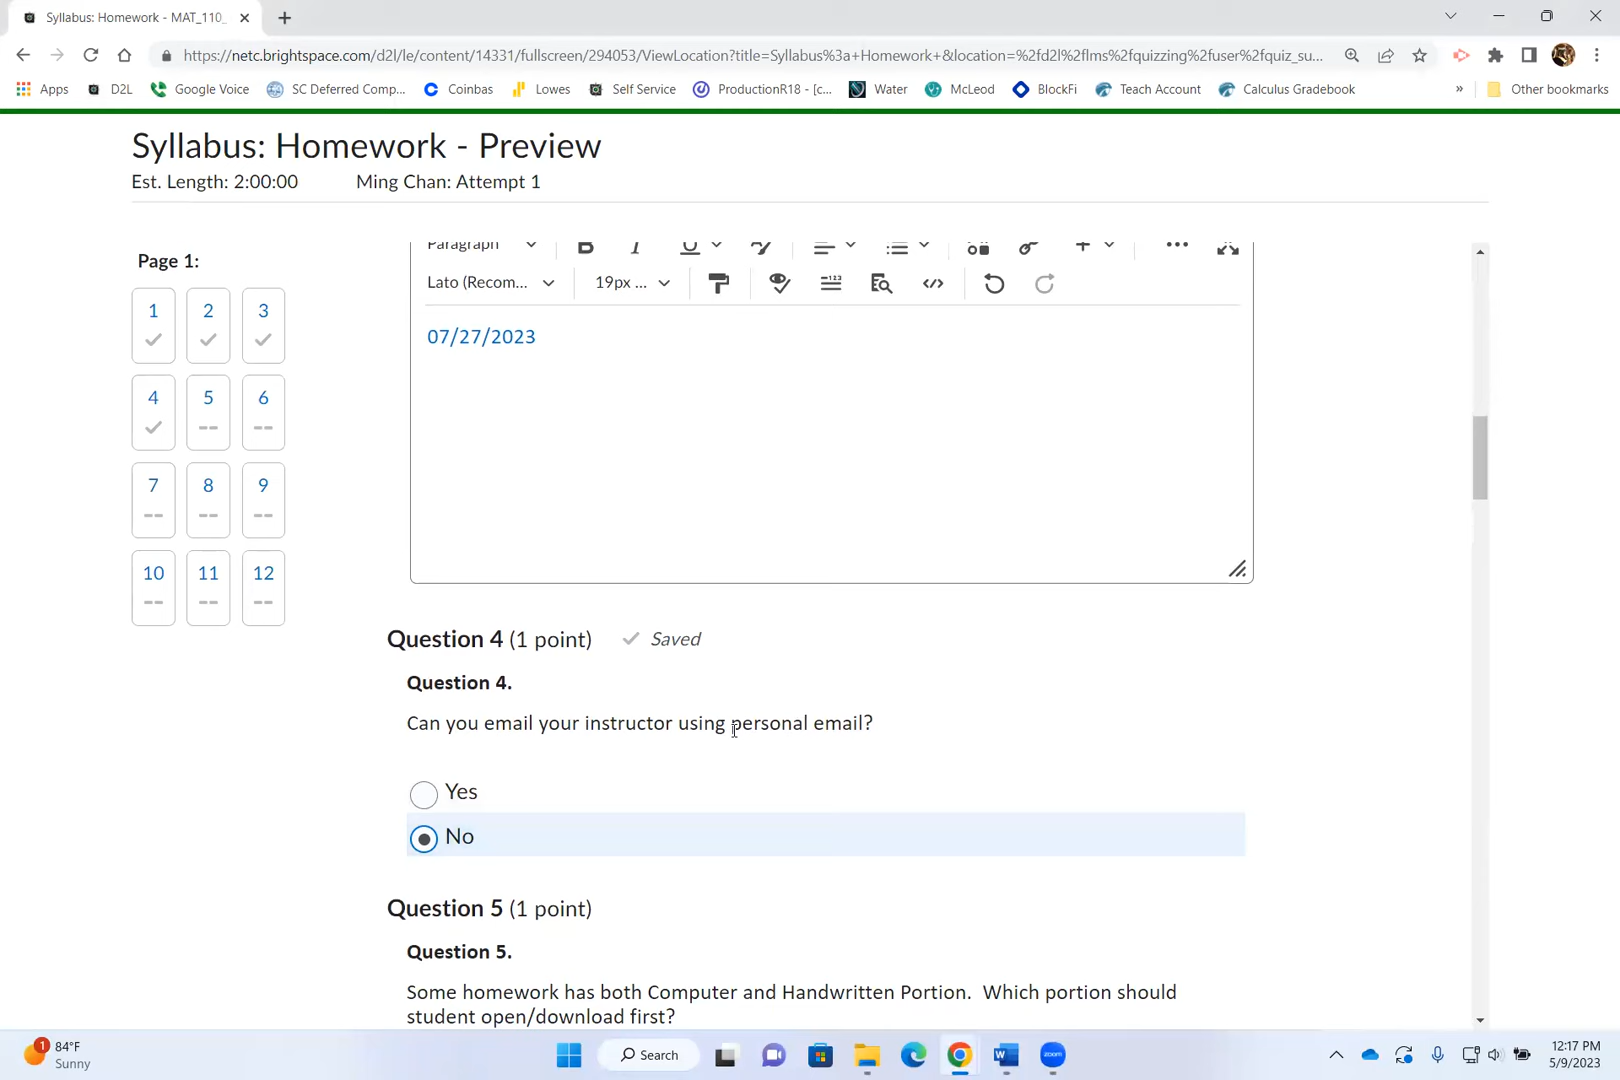 Syllabus: Homework - MAT_110_
https://netc.brightspace.com/d2l/le/content/14331/fullscreen/294053/ViewLocation?title=Syllabus%3a+Homework+&location=%2fd2l%2flms%2fquizzing%2fuser%2fquiz_su...
Apps D2L Google Voice SC Deferred Comp... Coinbas Lowes Self Service ProductionR18 - [c... Water McLeod BlockFi Teach Account Calculus Gradebook » Other bookmarks
Syllabus: Homework - Preview
Est. Length: 2:00:00 Ming Chan: Attempt 1
Page 1:
1 2 3
4 5 6
7 8 9
10 11 12
Paragraph B I U
Lato (Recom... 19px ...
07/27/2023
Question 4 (1 point) Saved
Question 4.
Can you email your instructor using personal email?
Yes
No
Question 5 (1 point)
Question 5.
Some homework has both Computer and Handwritten Portion. Which portion should
student open/download first?
1 84°F
Sunny
Search
zoom
12:17 PM
5/9/2023